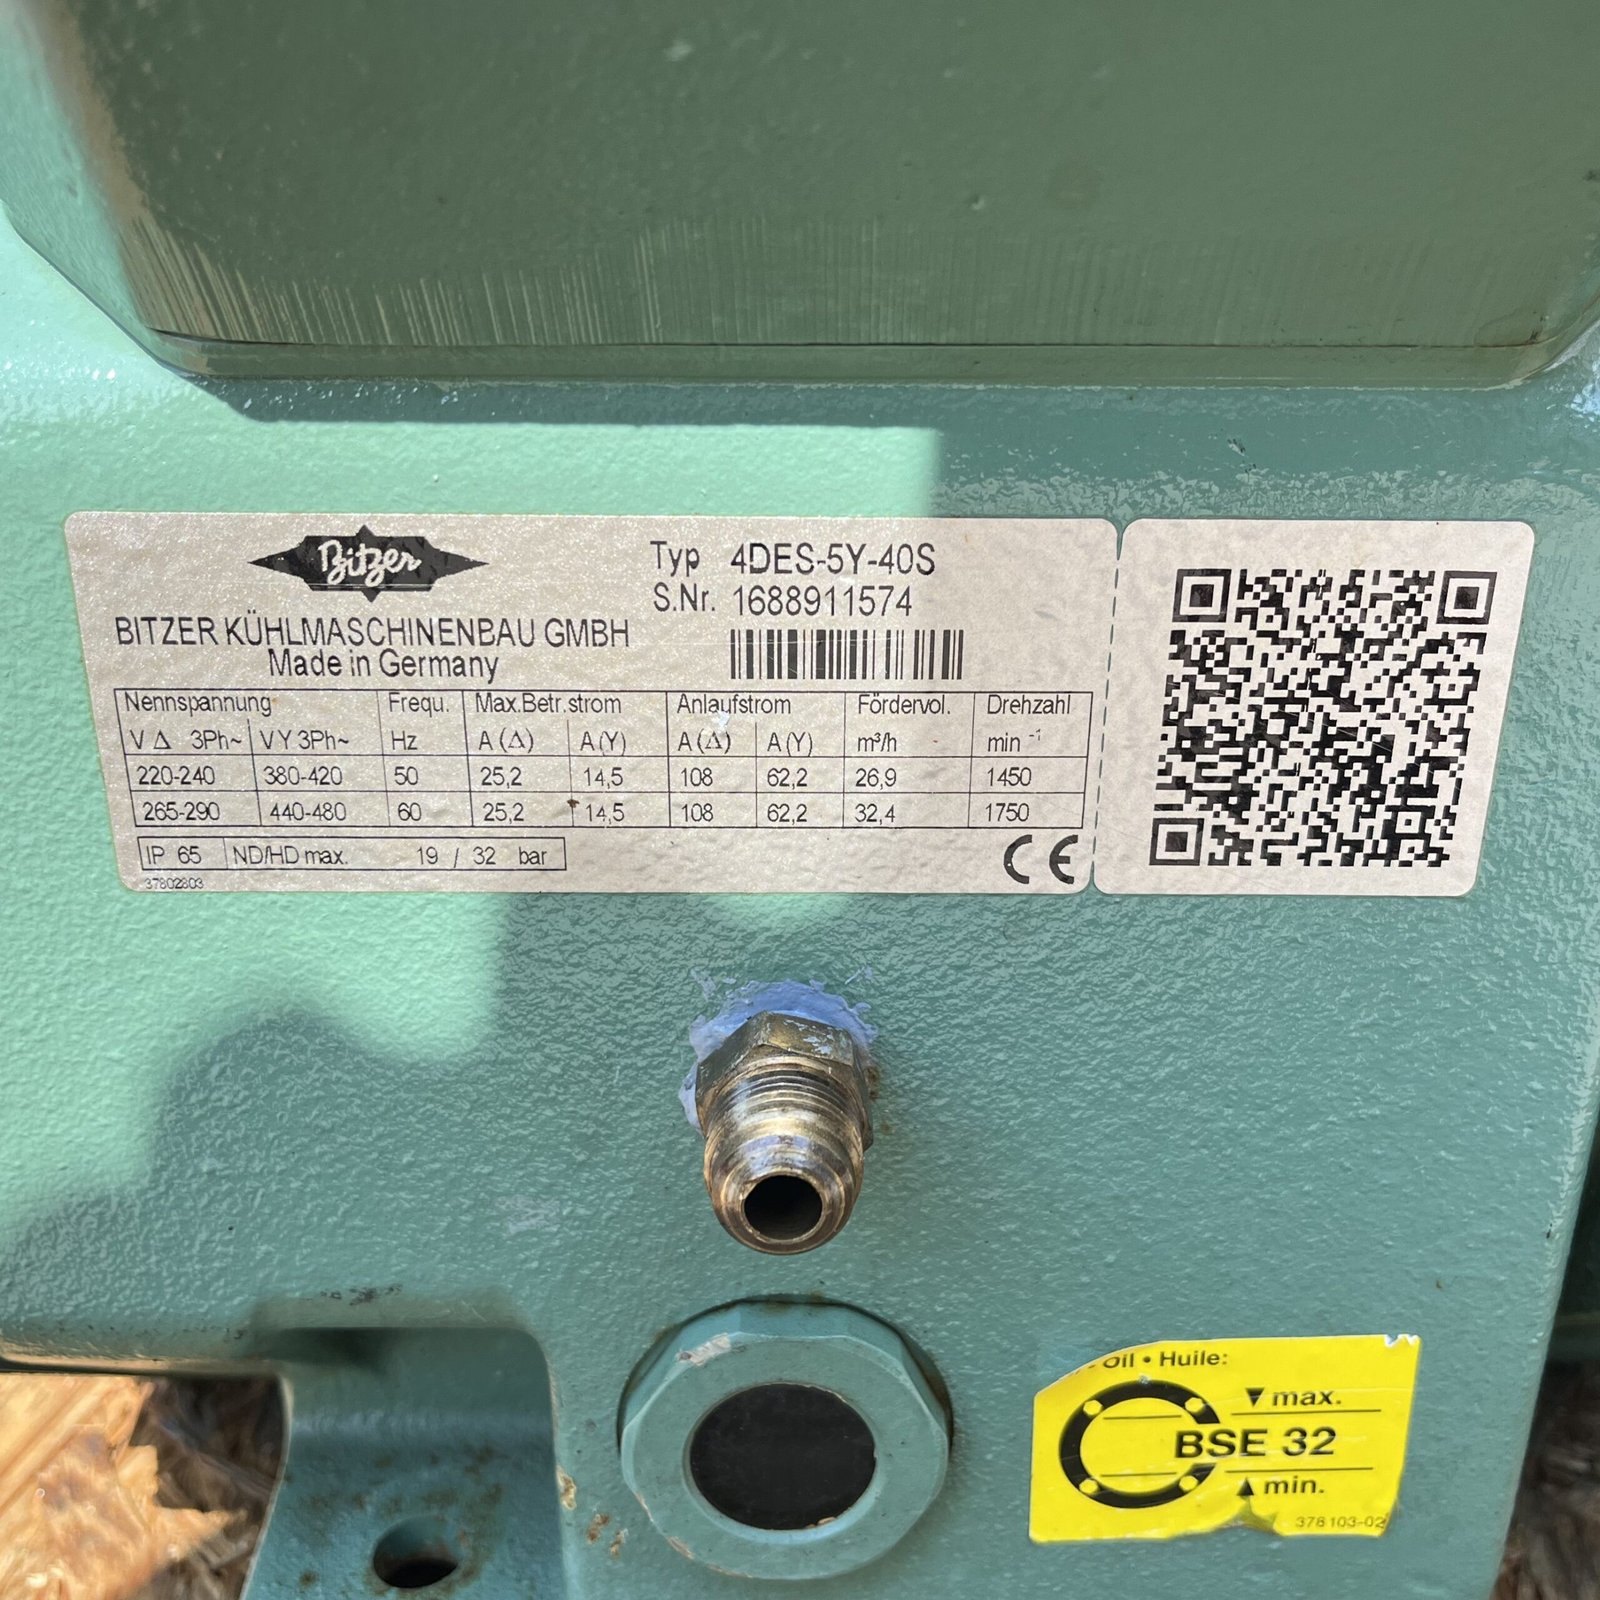 Bitzer
BITZER KÜHLMASCHINENBAU GMBH
Made in Germany
Typ 4DES-5Y-40S
S.Nr. 1688911574
Nennspannung Frequ. Max.Betr.strom Anlaufstrom Fördervol. Drehzahl
V Δ 3Ph~ V Y 3Ph~ Hz A (Δ) A (Y) A (Δ) A (Y) m³/h min -1
220-240 380-420 50 25,2 14,5 108 62,2 26,9 1450
265-290 440-480 60 25,2 14,5 108 62,2 32,4 1750
IP 65 ND/HD max. 19 / 32 bar
37802803
CE
- Oil • Huile:
▼ max.
BSE 32
▲ min.
378103-02